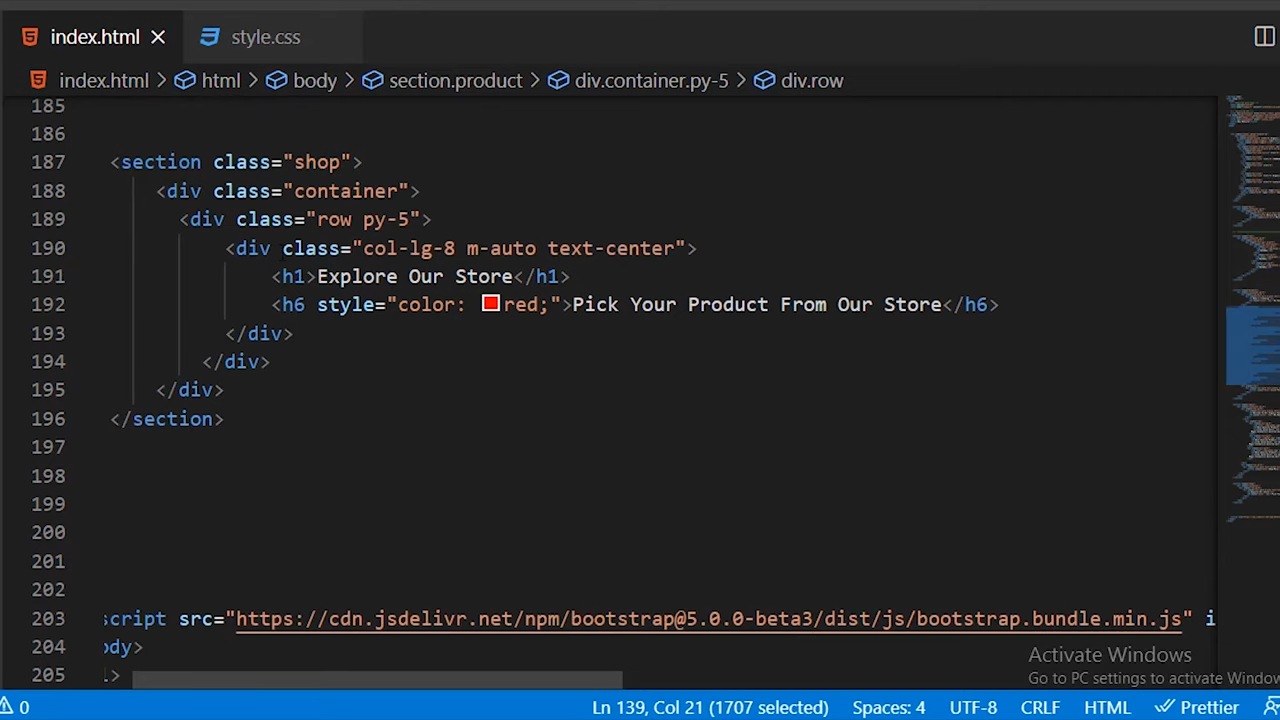 index.html style.css
index.html html body section.product div.container.py-5 div.row
185
186
187 <section class="shop">
188 <div class="container">
189 <div class="row py-5">
190 <div class="col-lg-8 m-auto text-center">
191 <h1>Explore Our Store</h1>
192 <h6 style="color: red;">Pick Your Product From Our Store</h6>
193 </div>
194 </div>
195 </div>
196 </section>
197
198
199
200
201
202
203 script src="https://cdn.jsdelivr.net/npm/bootstrap@5.0.0-beta3/dist/js/bootstrap.bundle.min.js" i
204 ody>
205 l>
Activate Windows
Go to PC settings to activate Window
0 Ln 139, Col 21 (1707 selected) Spaces: 4 UTF-8 CRLF HTML Prettier